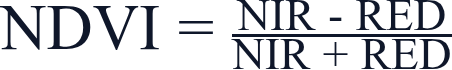 NDVI = NIR - RED
NIR + RED